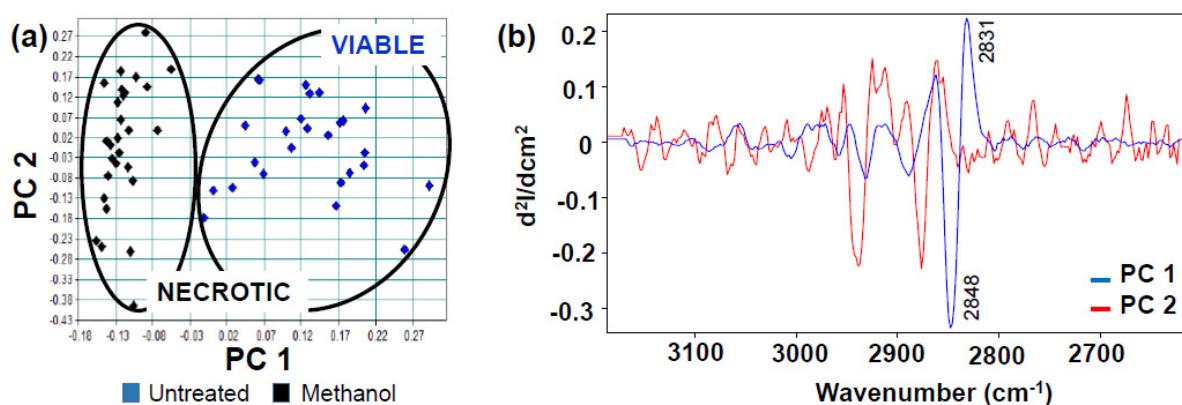 (a)
VIABLE
NECROTIC
0.27
0.22
0.17
0.12
0.07
0.02
-0.03
-0.08
-0.13
-0.18
-0.23
-0.28
-0.33
-0.38
-0.43
PC 2
-0.18 -0.13 -0.08 -0.03 0.02 0.07 0.12 0.17 0.22 0.27
PC 1
Untreated Methanol
(b)
0.2
0.1
0
-0.1
-0.2
-0.3
d²I/dcm²
2831
2848
PC 1
PC 2
3100 3000 2900 2800 2700
Wavenumber (cm⁻¹)